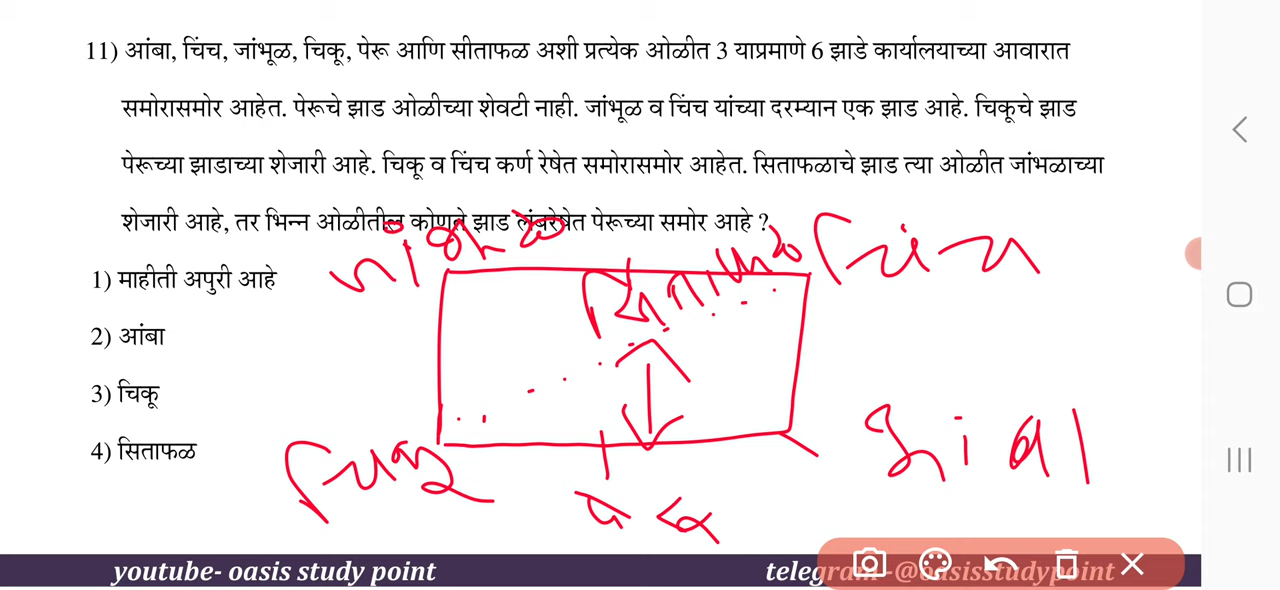 11) आंबा, चिंच, जांभूळ, चिकू, पेरू आणि सीताफळ अशी प्रत्येक ओळीत 3 याप्रमाणे 6 झाडे कार्यालयाच्या आवारात
समोरासमोर आहेत. पेरूचे झाड ओळीच्या शेवटी नाही. जांभूळ व चिंच यांच्या दरम्यान एक झाड आहे. चिकूचे झाड
पेरूच्या झाडाच्या शेजारी आहे. चिकू व चिंच कर्ण रेषेत समोरासमोर आहेत. सिताफळाचे झाड त्या ओळीत जांभळाच्या
शेजारी आहे, तर भिन्न ओळीतील कोणते झाड लंबरेषेत पेरूच्या समोर आहे ?
जांभळ सिताफळ चिंच
1) माहीती अपुरी आहे
2) आंबा
3) चिकू
4) सिताफळ
चिकू पेरू आंबा
youtube- oasis study point
telegram -@oasisstudypoint